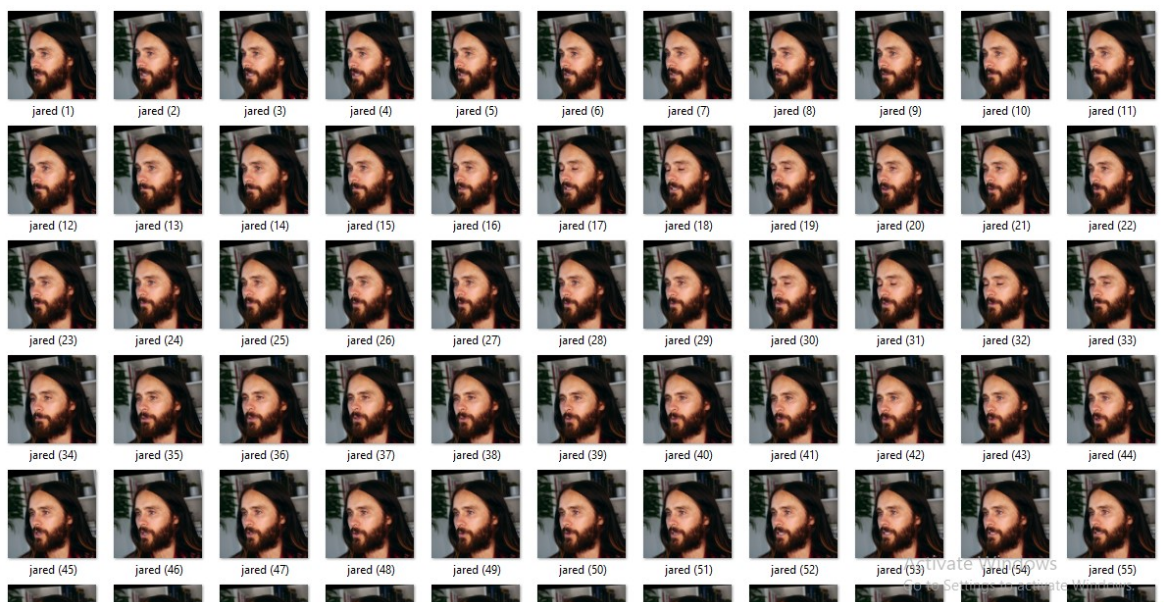 jared (1) jared (2) jared (3) jared (4) jared (5) jared (6) jared (7) jared (8) jared (9) jared (10) jared (11)
jared (12) jared (13) jared (14) jared (15) jared (16) jared (17) jared (18) jared (19) jared (20) jared (21) jared (22)
jared (23) jared (24) jared (25) jared (26) jared (27) jared (28) jared (29) jared (30) jared (31) jared (32) jared (33)
jared (34) jared (35) jared (36) jared (37) jared (38) jared (39) jared (40) jared (41) jared (42) jared (43) jared (44)
Activate Windows
jared (45) jared (46) jared (47) jared (48) jared (49) jared (50) jared (51) jared (52) jared (53) jared (54) jared (55)
Go to Settings to activate Windows.